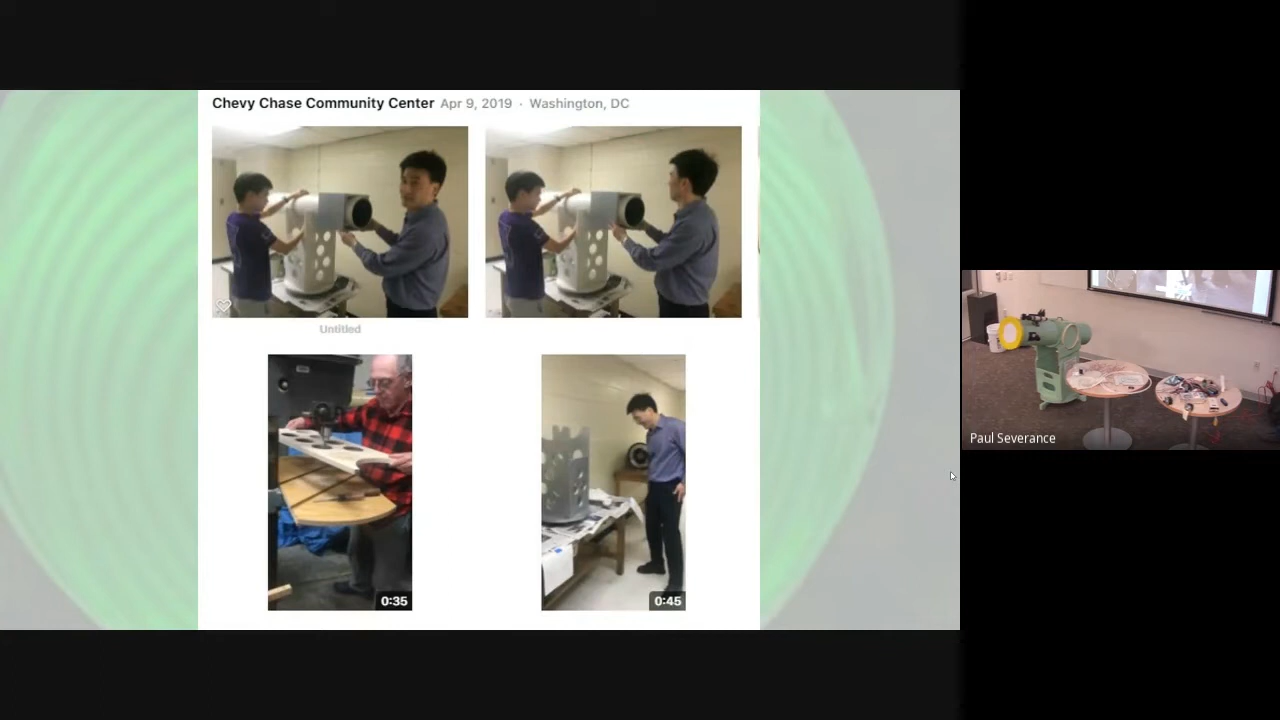 Chevy Chase Community Center Apr 9, 2019 · Washington, DC
Untitled
0:35
0:45
Paul Severance